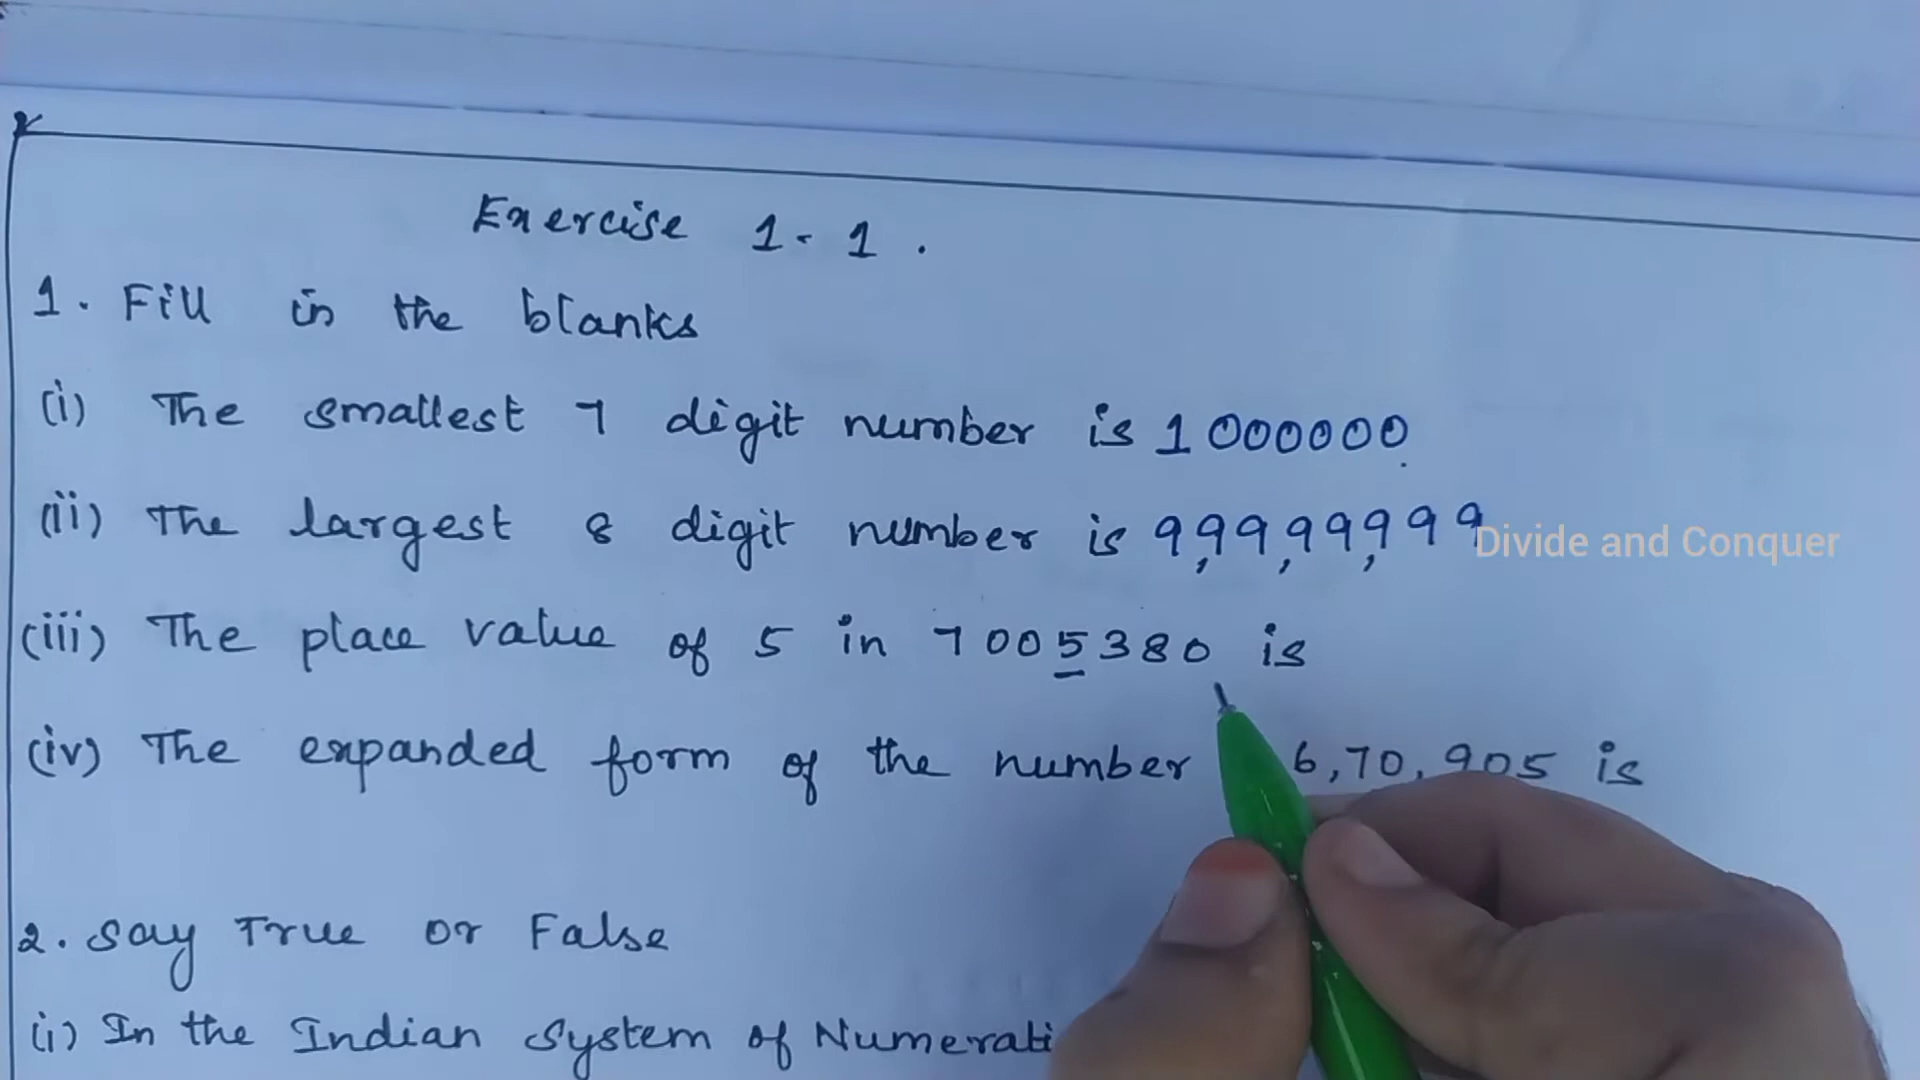 Exercise 1.1.
1. Fill in the blanks
(i) The smallest 7 digit number is 1000000
(ii) The largest 8 digit number is 9,99,99,999
Divide and Conquer
(iii) The place value of 5 in 7005380 is
(iv) The expanded form of the number 6,70,905 is
2. Say True or False
(i) In the Indian System of Numerati